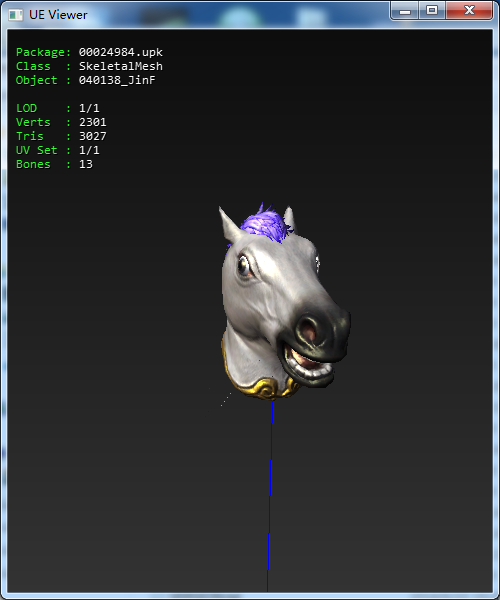 UE Viewer
Package: 00024984.upk
Class : SkeletalMesh
Object : 040138_JinF
LOD : 1/1
Verts : 2301
Tris : 3027
UV Set : 1/1
Bones : 13